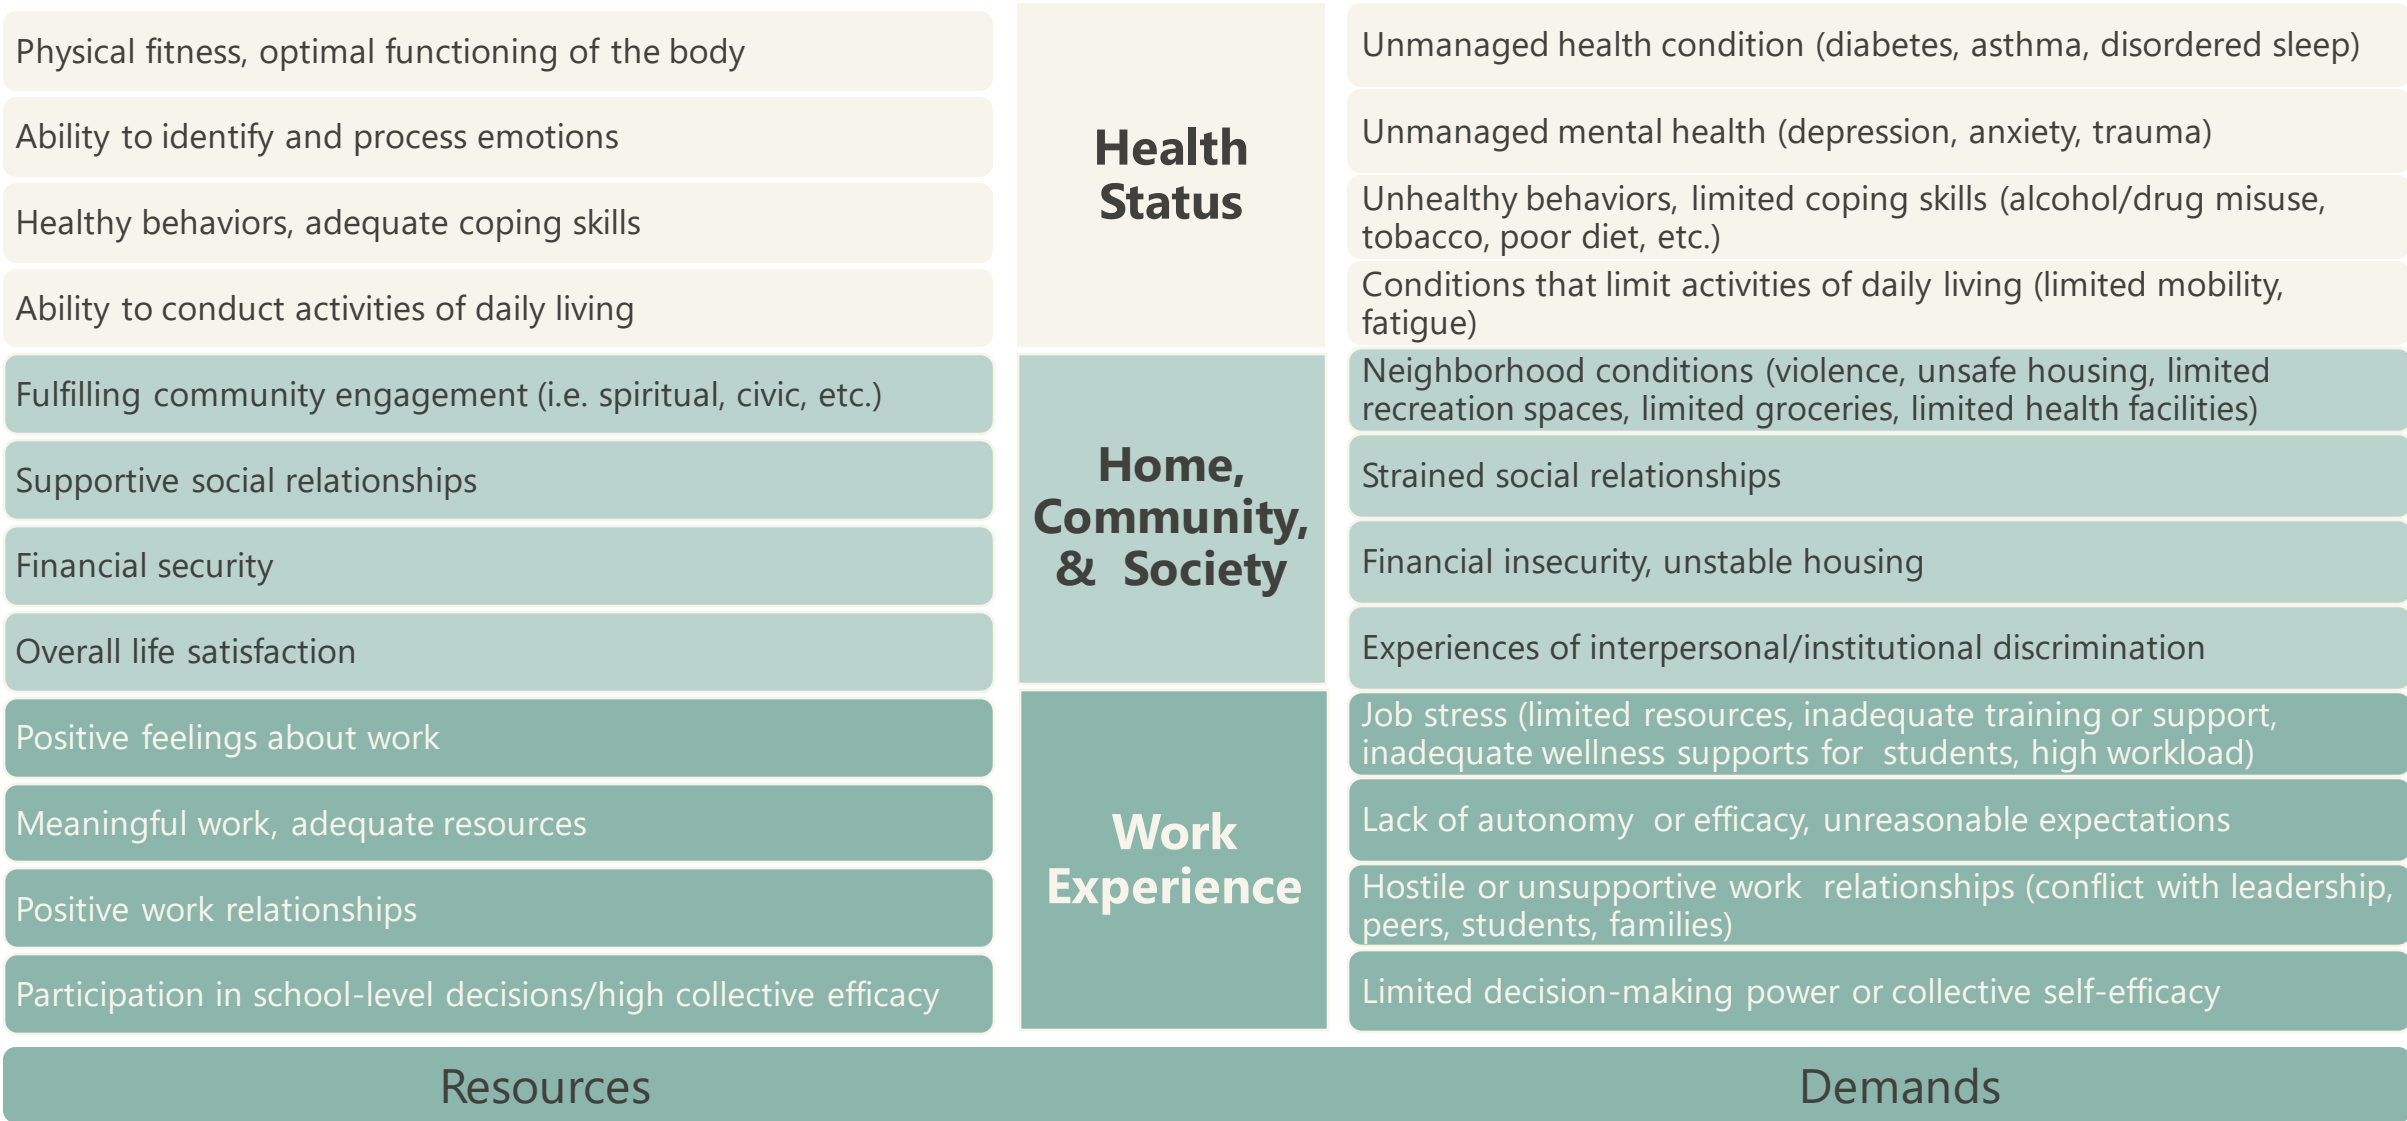 Physical fitness, optimal functioning of the body
Ability to identify and process emotions
Healthy behaviors, adequate coping skills
Ability to conduct activities of daily living
Health
Status
Unmanaged health condition (diabetes, asthma, disordered sleep)
Unmanaged mental health (depression, anxiety, trauma)
Unhealthy behaviors, limited coping skills (alcohol/drug misuse,
tobacco, poor diet, etc.)
Conditions that limit activities of daily living (limited mobility,
fatigue)
Fulfilling community engagement (i.e. spiritual, civic, etc.)
Supportive social relationships
Financial security
Overall life satisfaction
Home,
Community,
& Society
Neighborhood conditions (violence, unsafe housing, limited
recreation spaces, limited groceries, limited health facilities)
Strained social relationships
Financial insecurity, unstable housing
Experiences of interpersonal/institutional discrimination
Positive feelings about work
Meaningful work, adequate resources
Positive work relationships
Participation in school-level decisions/high collective efficacy
Work
Experience
Job stress (limited resources, inadequate training or support,
inadequate wellness supports for students, high workload)
Lack of autonomy or efficacy, unreasonable expectations
Hostile or unsupportive work relationships (conflict with leadership,
peers, students, families)
Limited decision-making power or collective self-efficacy
Resources
Demands